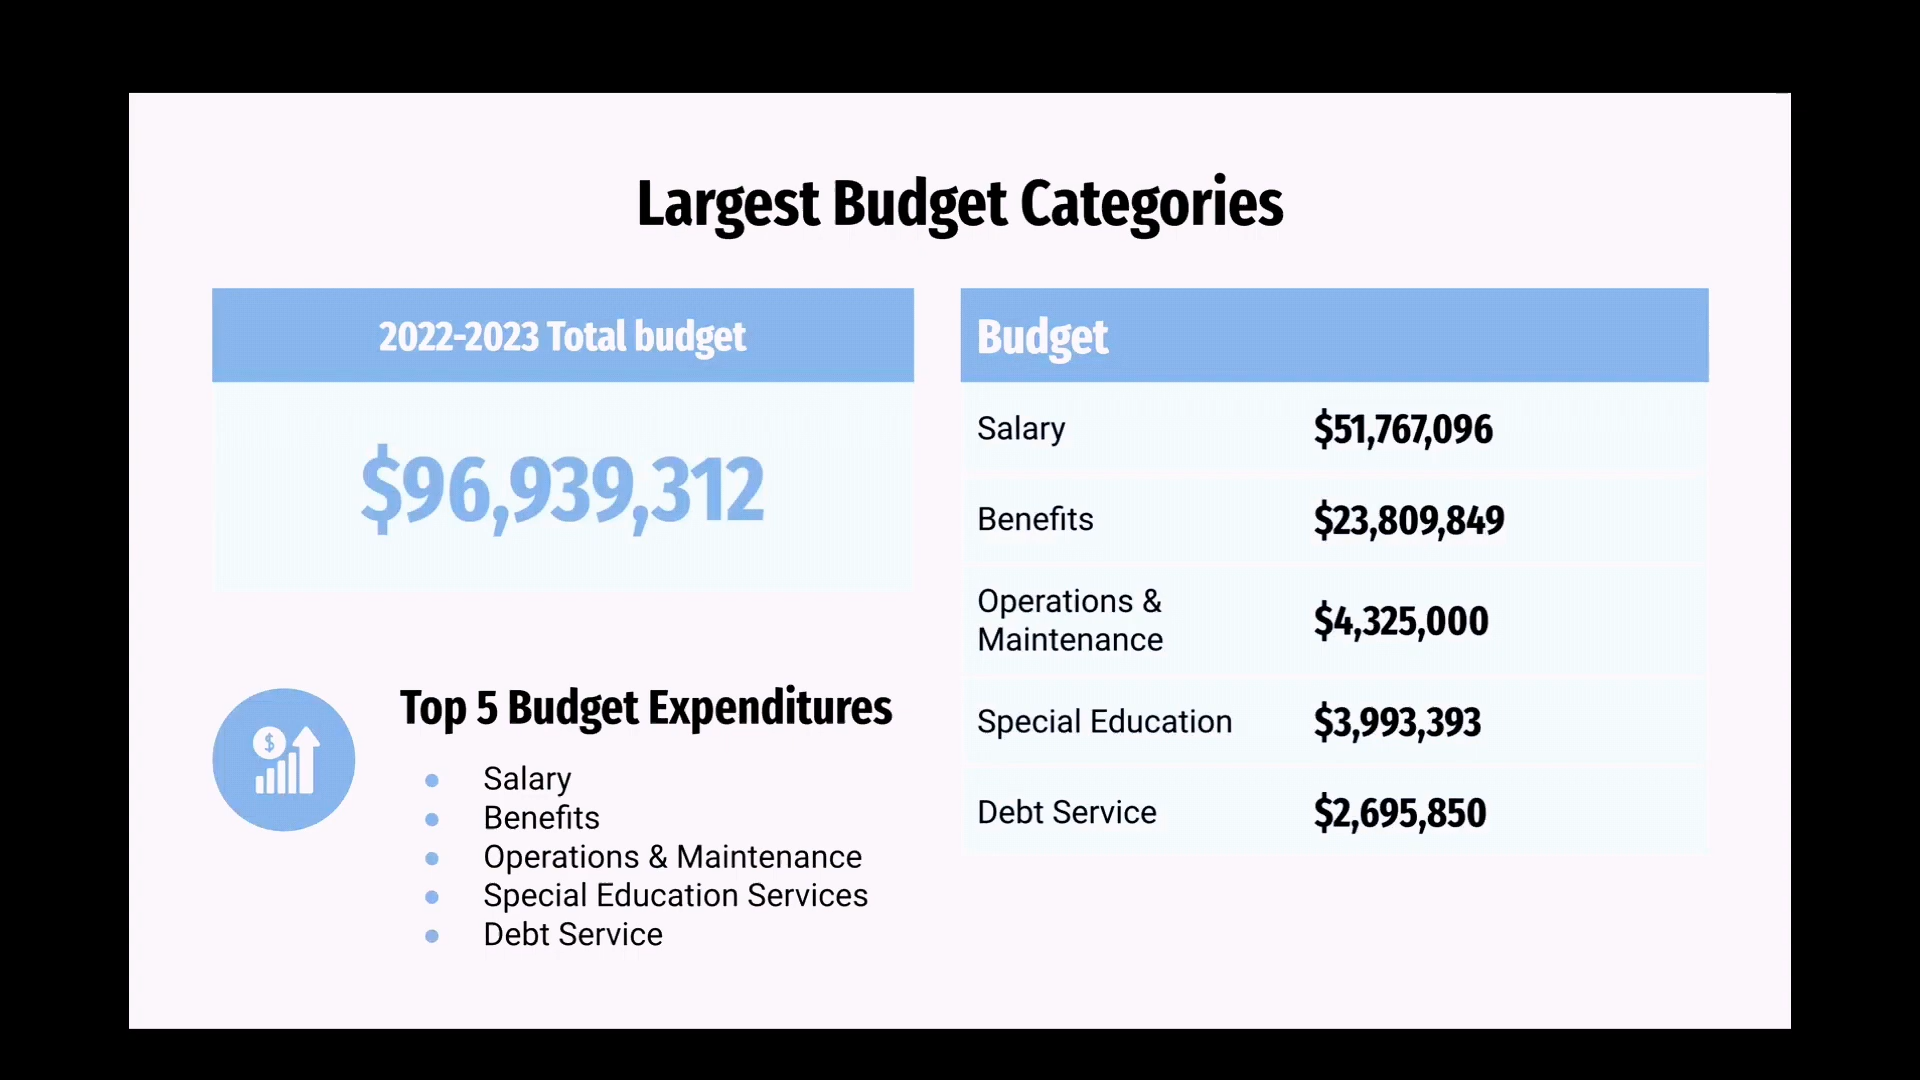 Largest Budget Categories
2022-2023 Total budget
$96,939,312
Top 5 Budget Expenditures
● Salary
● Benefits
● Operations & Maintenance
● Special Education Services
● Debt Service
Budget
Salary $51,767,096
Benefits $23,809,849
Operations &
Maintenance $4,325,000
Special Education $3,993,393
Debt Service $2,695,850
$